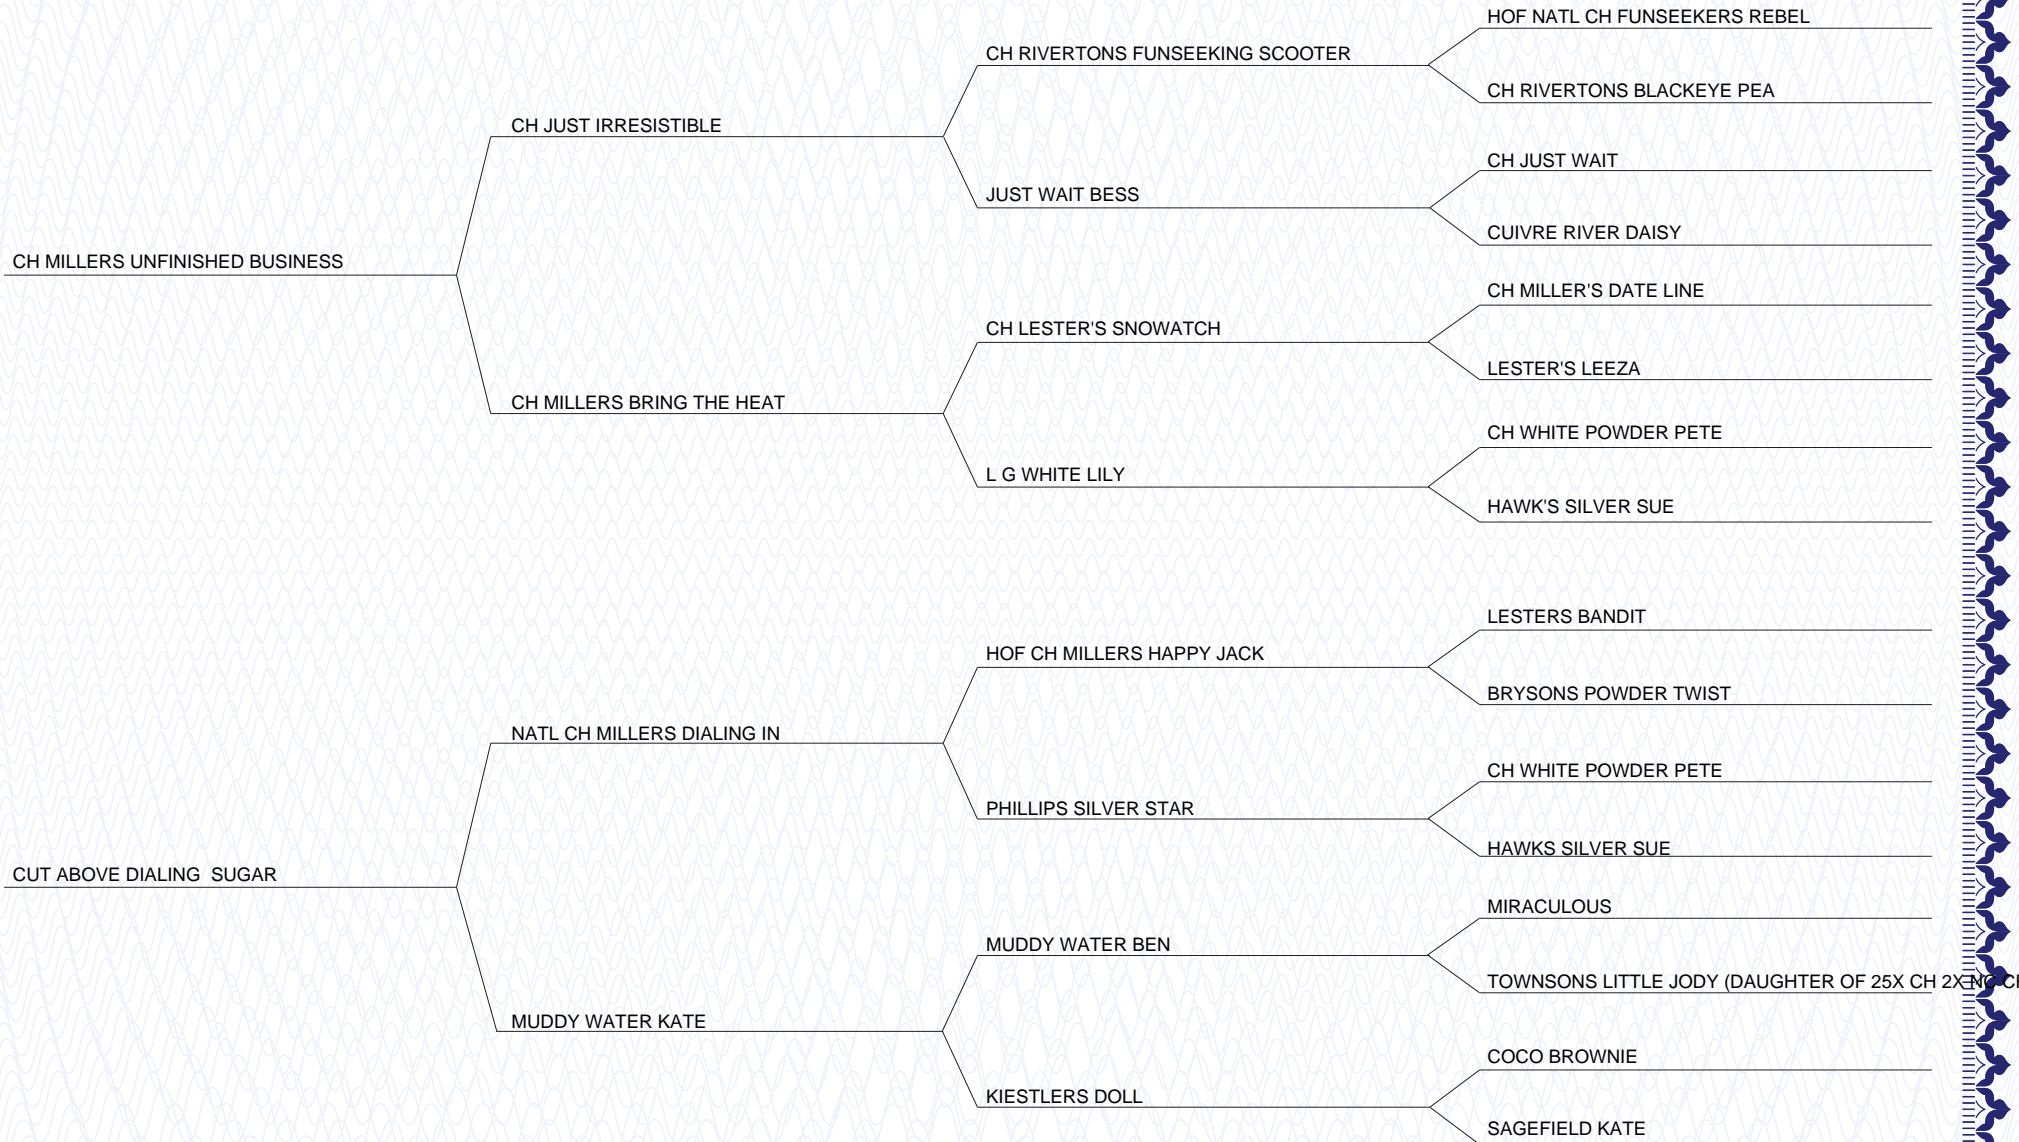 HOF NATL CH FUNSEEKERS REBEL
CH RIVERTONS FUNSEEKING SCOOTER
CH RIVERTONS BLACKEYE PEA
CH JUST IRRESISTIBLE
CH JUST WAIT
JUST WAIT BESS
CUIVRE RIVER DAISY
CH MILLERS UNFINISHED BUSINESS
CH MILLER'S DATE LINE
CH LESTER'S SNOWATCH
LESTER'S LEEZA
CH MILLERS BRING THE HEAT
CH WHITE POWDER PETE
L G WHITE LILY
HAWK'S SILVER SUE
LESTERS BANDIT
HOF CH MILLERS HAPPY JACK
BRYSONS POWDER TWIST
NATL CH MILLERS DIALING IN
CH WHITE POWDER PETE
PHILLIPS SILVER STAR
HAWKS SILVER SUE
CUT ABOVE DIALING  SUGAR
MIRACULOUS
MUDDY WATER BEN
TOWNSONS LITTLE JODY (DAUGHTER OF 25X CH 2X NC
MUDDY WATER KATE
COCO BROWNIE
KIESTLERS DOLL
SAGEFIELD KATE